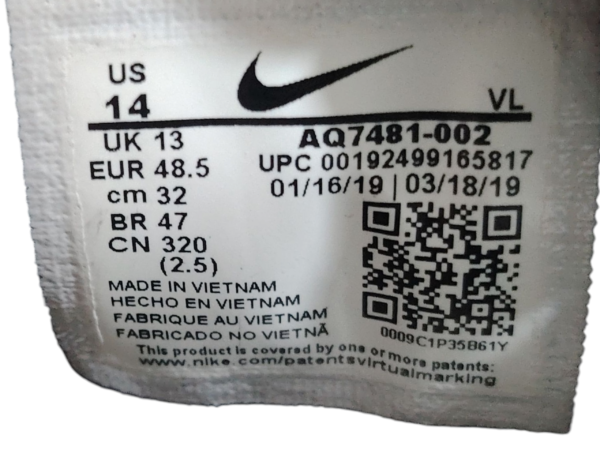 US
14
VL
UK 13
AQ7481-002
EUR 48.5
UPC 00192499165817
cm 32
01/16/19 | 03/18/19
BR 47
CN 320
(2.5)
MADE IN VIETNAM
HECHO EN VIETNAM
FABRIQUE AU VIETNAM
FABRICADO NO VIETNÃ
0009C1P35B61Y
This product is covered by one or more patents:
www.nike.com/patentsvirtualmarking